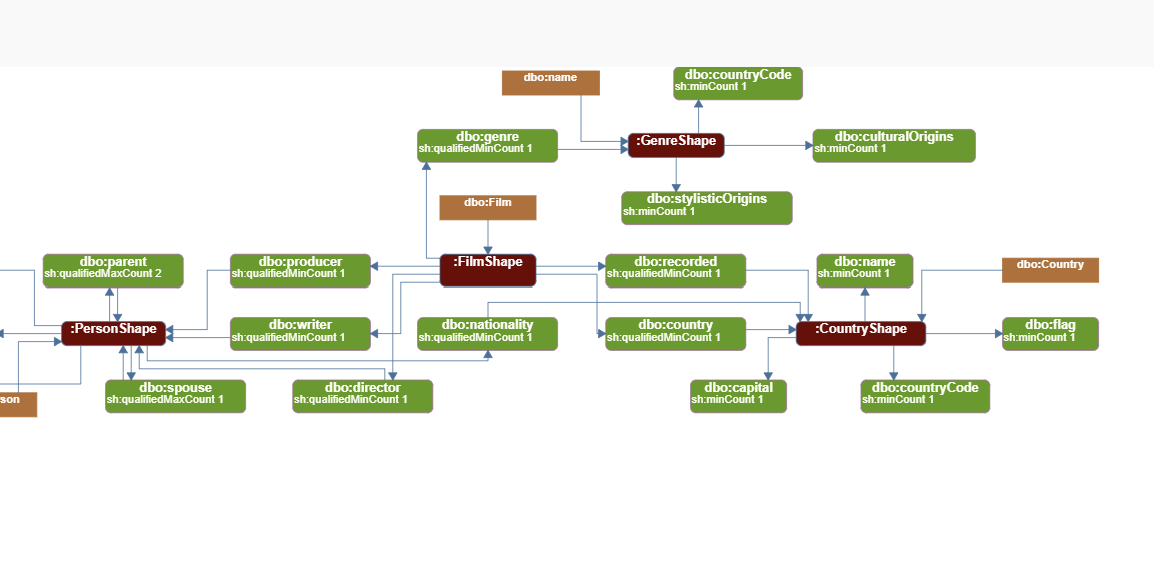 dbo:name
dbo:countryCode
sh:minCount 1
dbo:genre
sh:qualifiedMinCount 1
:GenreShape
dbo:culturalOrigins
sh:minCount 1
dbo:stylisticOrigins
sh:minCount 1
dbo:Film
dbo:parent
sh:qualifiedMaxCount 2
dbo:producer
sh:qualifiedMinCount 1
:FilmShape
dbo:recorded
sh:qualifiedMinCount 1
dbo:name
sh:minCount 1
dbo:Country
:PersonShape
dbo:writer
sh:qualifiedMinCount 1
dbo:nationality
sh:qualifiedMinCount 1
dbo:country
sh:qualifiedMinCount 1
:CountryShape
dbo:flag
sh:minCount 1
son
dbo:spouse
sh:qualifiedMaxCount 1
dbo:director
sh:qualifiedMinCount 1
dbo:capital
sh:minCount 1
dbo:countryCode
sh:minCount 1